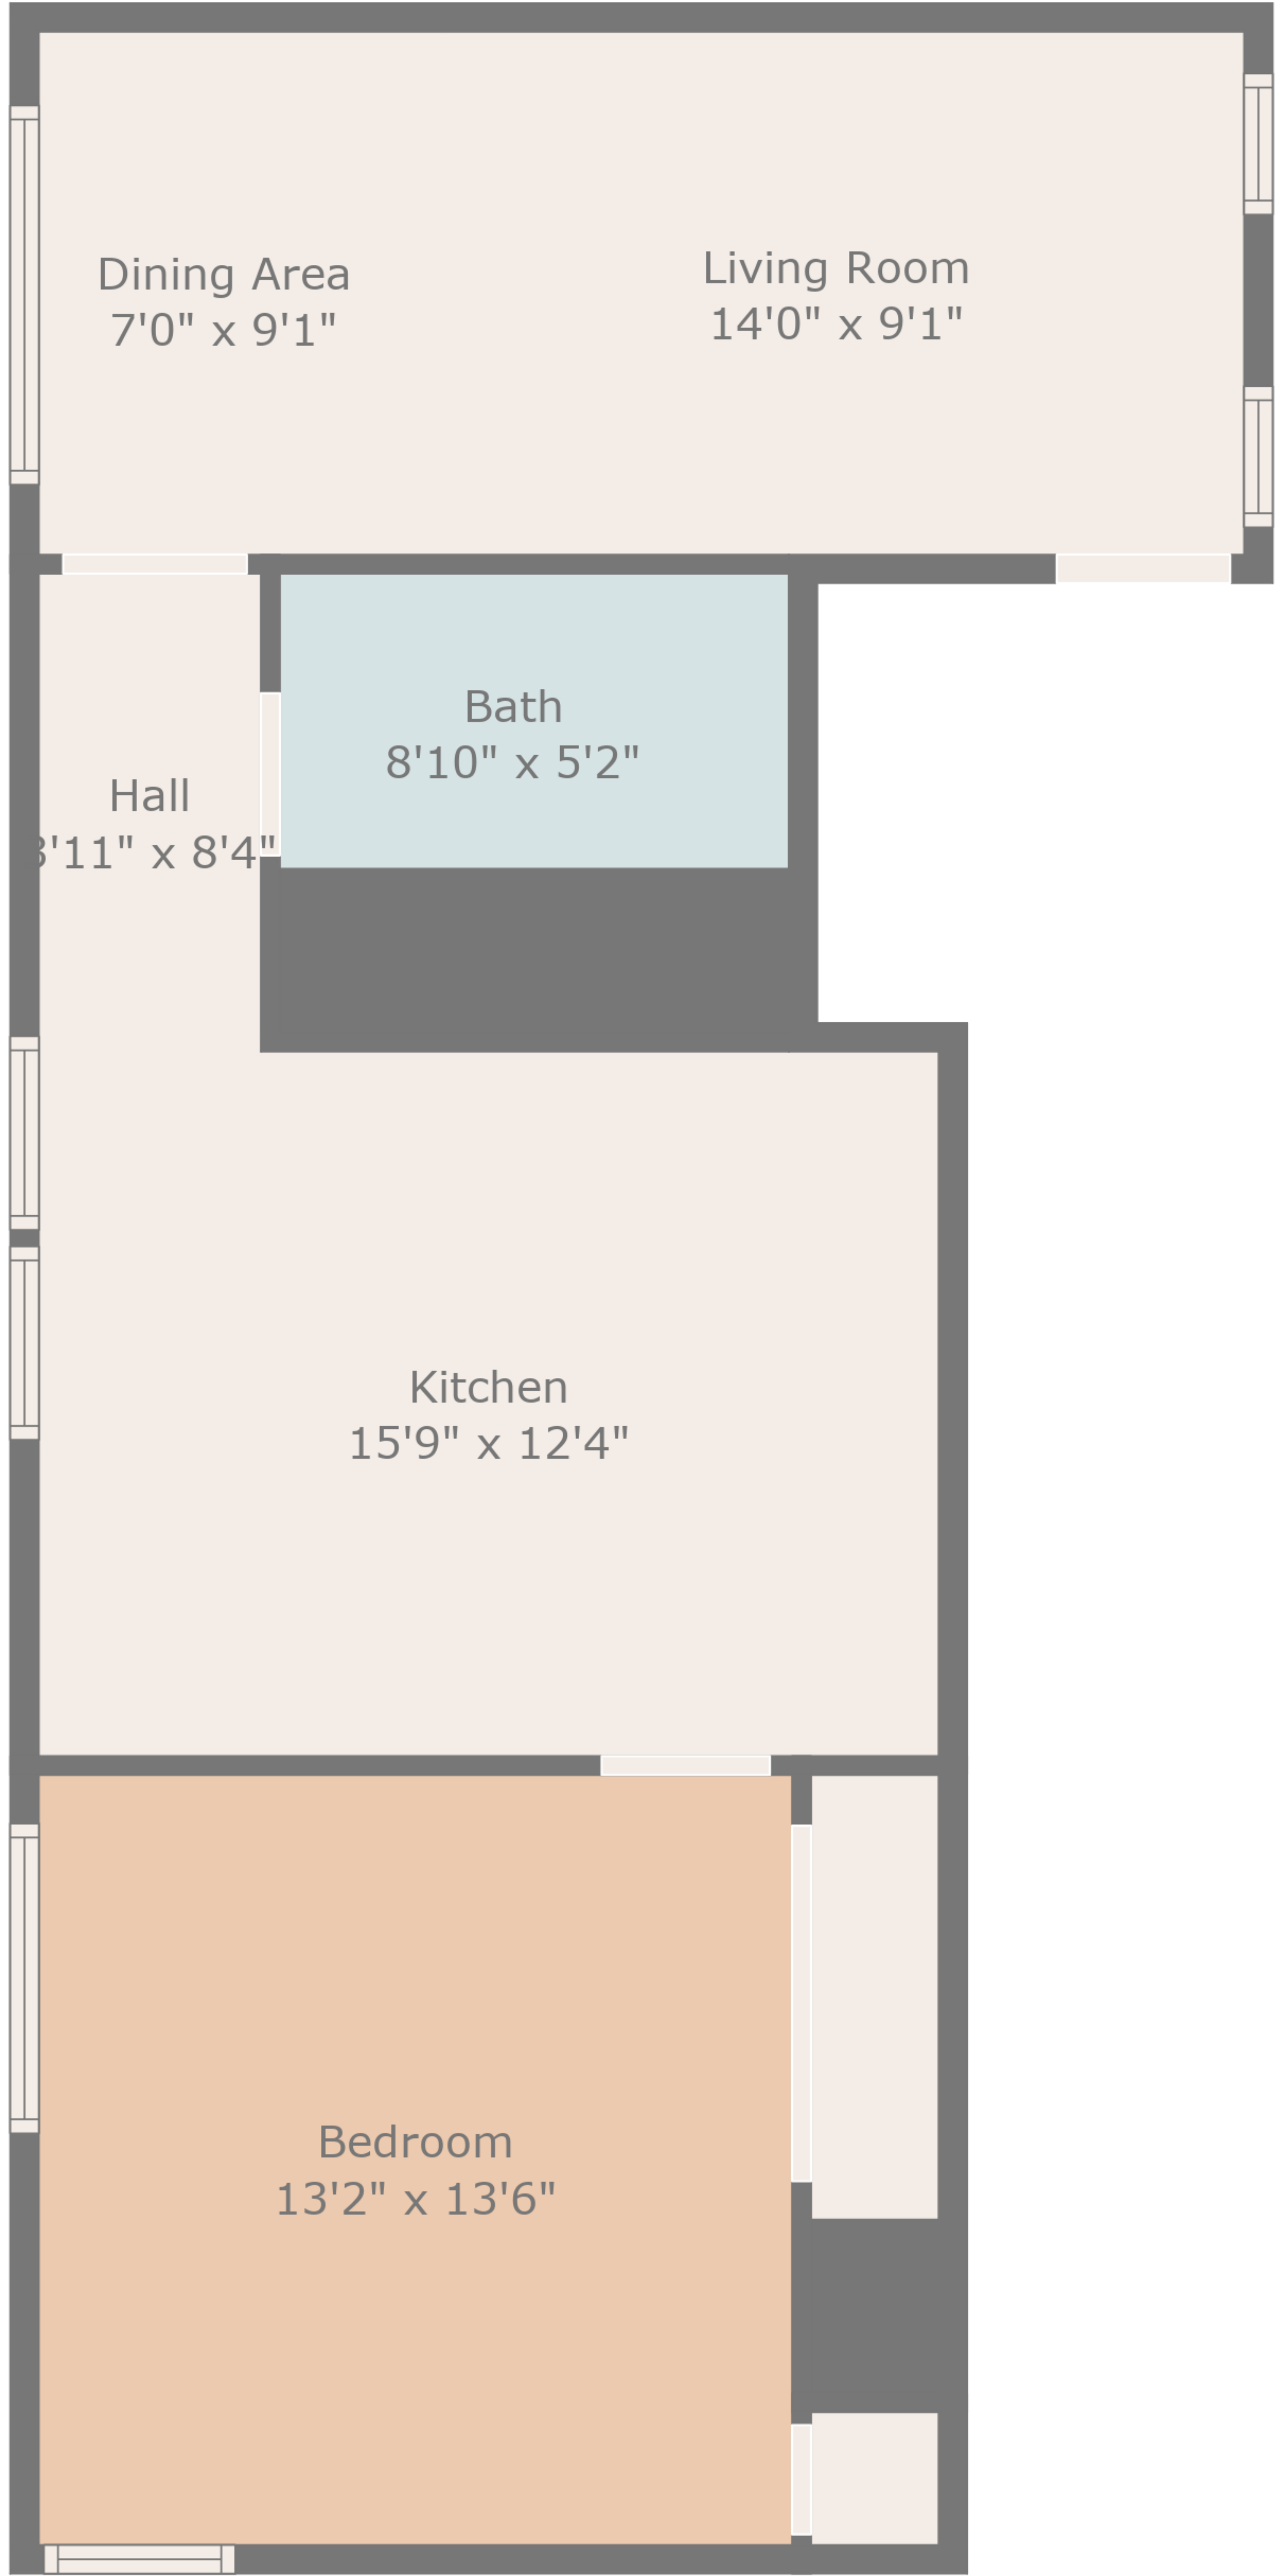 Dining Area
7'0" x 9'1"
Living Room
14'0" x 9'1"
Bath
8'10" x 5'2"
Hall
3'11" x 8'4"
Kitchen
15'9" x 12'4"
Bedroom
13'2" x 13'6"